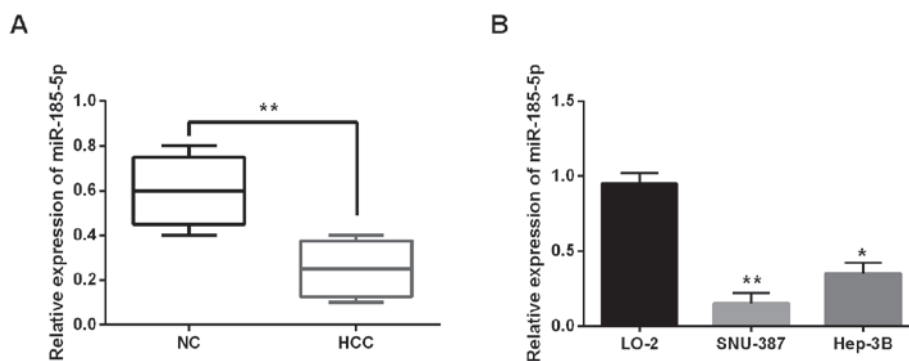 A
Relative expression of miR-185-5p
1.0
0.8
0.6
0.4
0.2
0.0
**
NC HCC
B
Relative expression of miR-185-5p
1.5
1.0
0.5
0.0
**
*
LO-2 SNU-387 Hep-3B